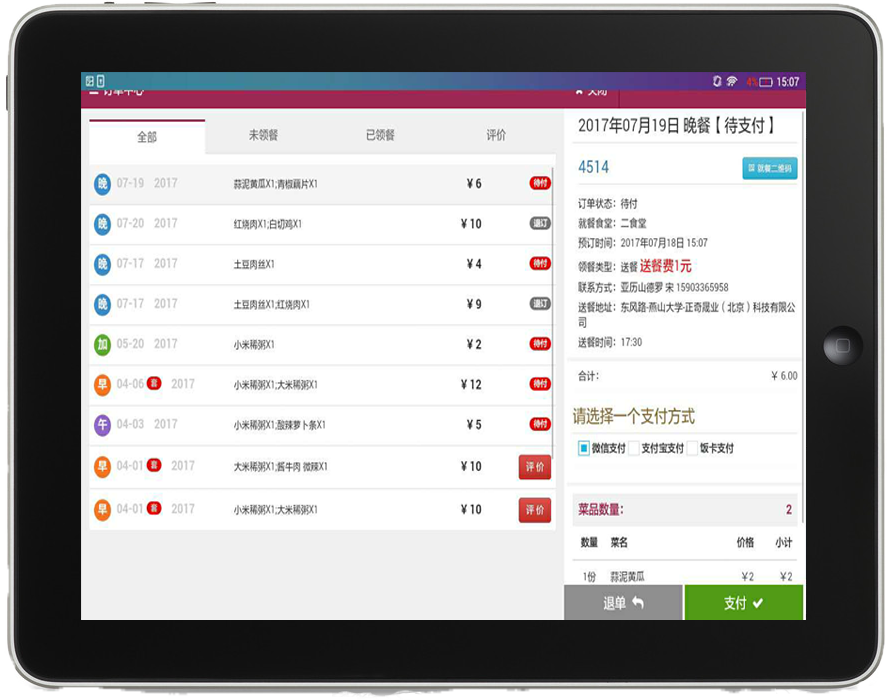 4% 15:07
订单中心
关闭
全部 未领餐 已领餐 评价
晚 07-19 2017 蒜泥黄瓜X1;青椒藕片X1 ¥ 6 待付
晚 07-20 2017 红烧肉X1;白切鸡X1 ¥ 10 退订
晚 07-17 2017 土豆肉丝X1 ¥ 4 待付
晚 07-17 2017 土豆肉丝X1;红烧肉X1 ¥ 9 退订
加 05-20 2017 小米稀粥X1 ¥ 2 待付
早 04-06 套 2017 小米稀粥X1;大米稀粥X1 ¥ 12 待付
午 04-03 2017 小米稀粥X1;酸辣萝卜条X1 ¥ 5 待付
早 04-01 套 2017 大米稀粥X1;酱牛肉 微辣X1 ¥ 10 评价
早 04-01 套 2017 小米稀粥X1;大米稀粥X1 ¥ 10 评价
2017年07月19日 晚餐【 待支付 】
4514 就餐二维码
订单状态: 待付
就餐食堂: 二食堂
预订时间: 2017年07月18日 15:07
领餐类型: 送餐 送餐费1元
联系方式: 亚历山德罗 宋 15903365958
送餐地址: 东风路-燕山大学-正奇晟业（北京）科技有限公
司
送餐时间: 17:30
合计: ¥ 6.00
请选择一个支付方式
微信支付 支付宝支付 饭卡支付
菜品数量: 2
数量 菜名 价格 小计
1份 蒜泥黄瓜 ¥2 ¥2
退单 支付